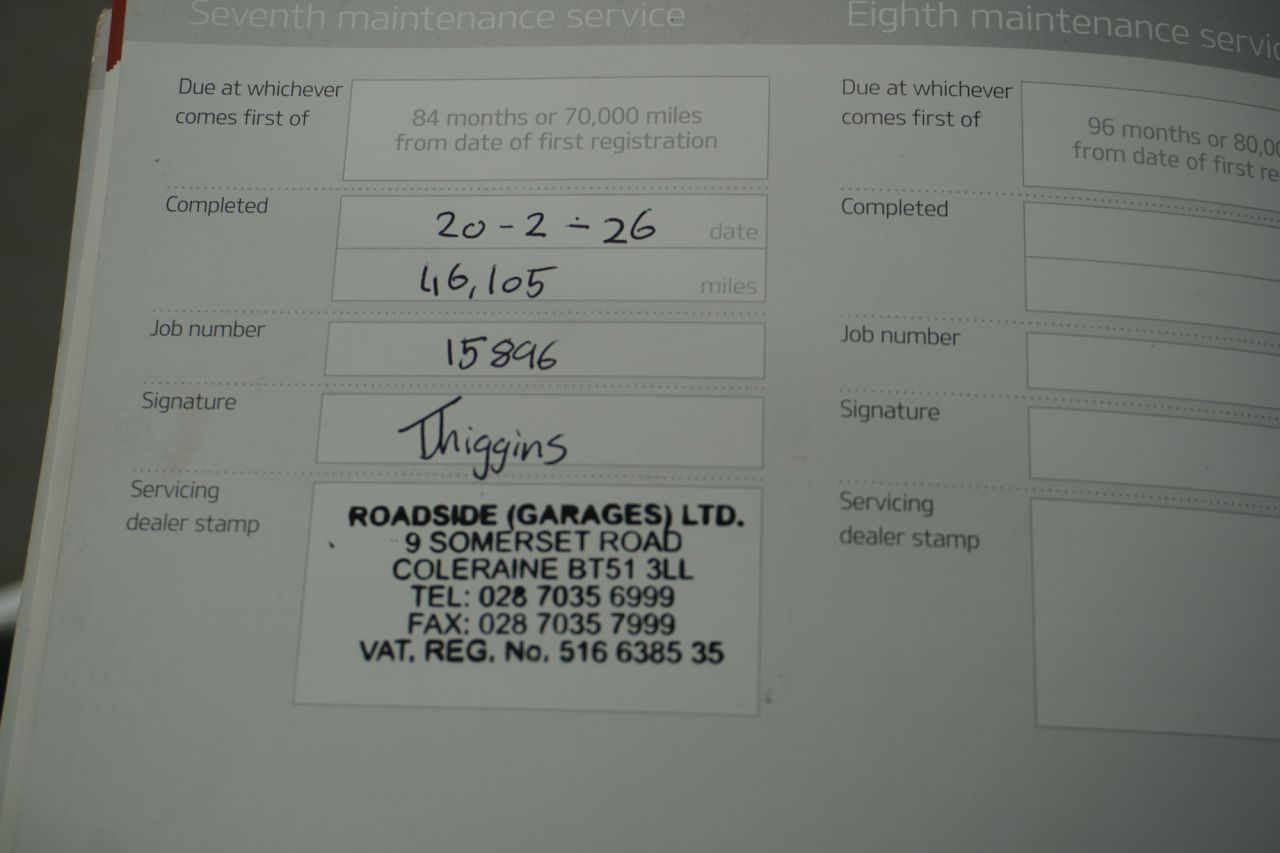 Seventh maintenance service
Due at whichever
comes first of
84 months or 70,000 miles
from date of first registration
Completed
20 - 2 ÷ 26 date
46,105 miles
Job number
15896
Signature
Thiggins
Servicing
dealer stamp
ROADSIDE (GARAGES) LTD.
9 SOMERSET ROAD
COLERAINE BT51 3LL
TEL: 028 7035 6999
FAX: 028 7035 7999
VAT. REG. No. 516 6385 35
Eighth maintenance servic
Due at whichever
comes first of
96 months or 80,00
from date of first re
Completed
Job number
Signature
Servicing
dealer stamp